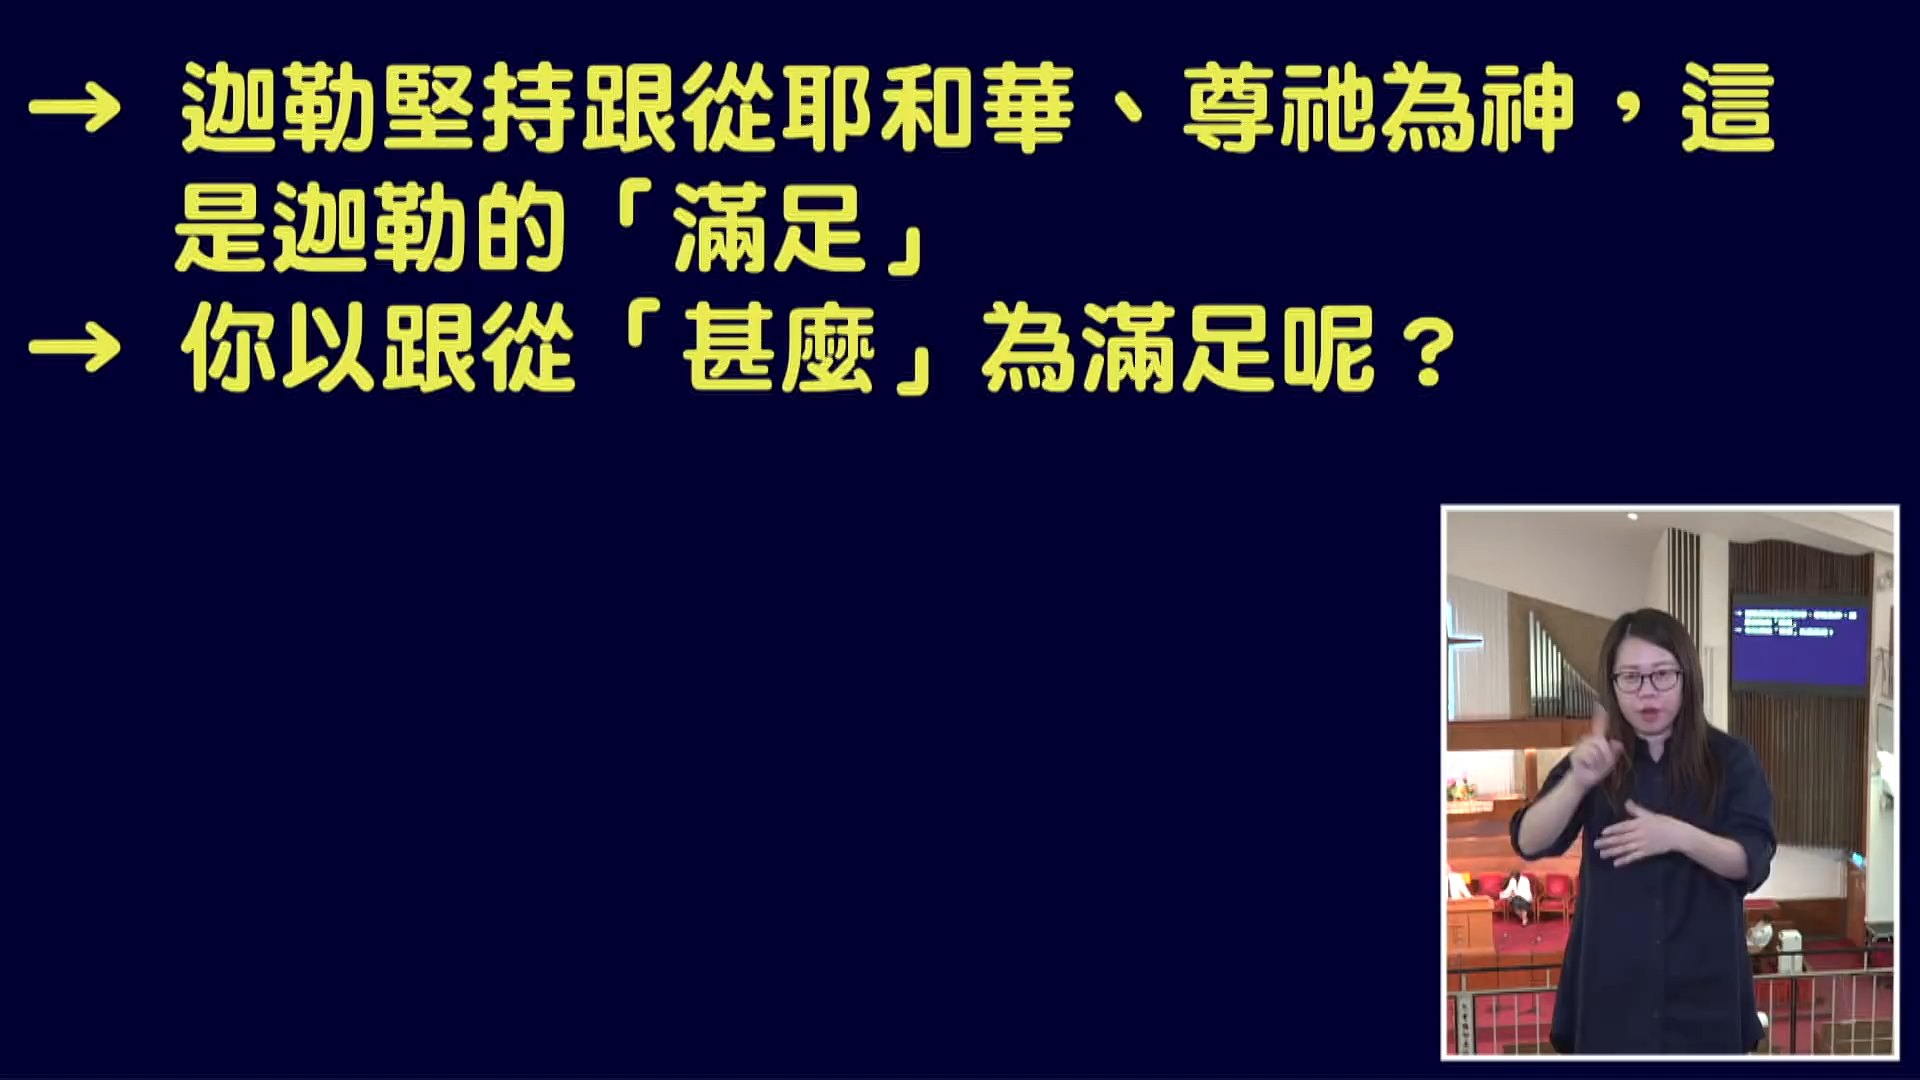 → 迦勒堅持跟從耶和華、尊祂為神，這
是迦勒的「滿足」
→ 你以跟從「甚麼」為滿足呢？